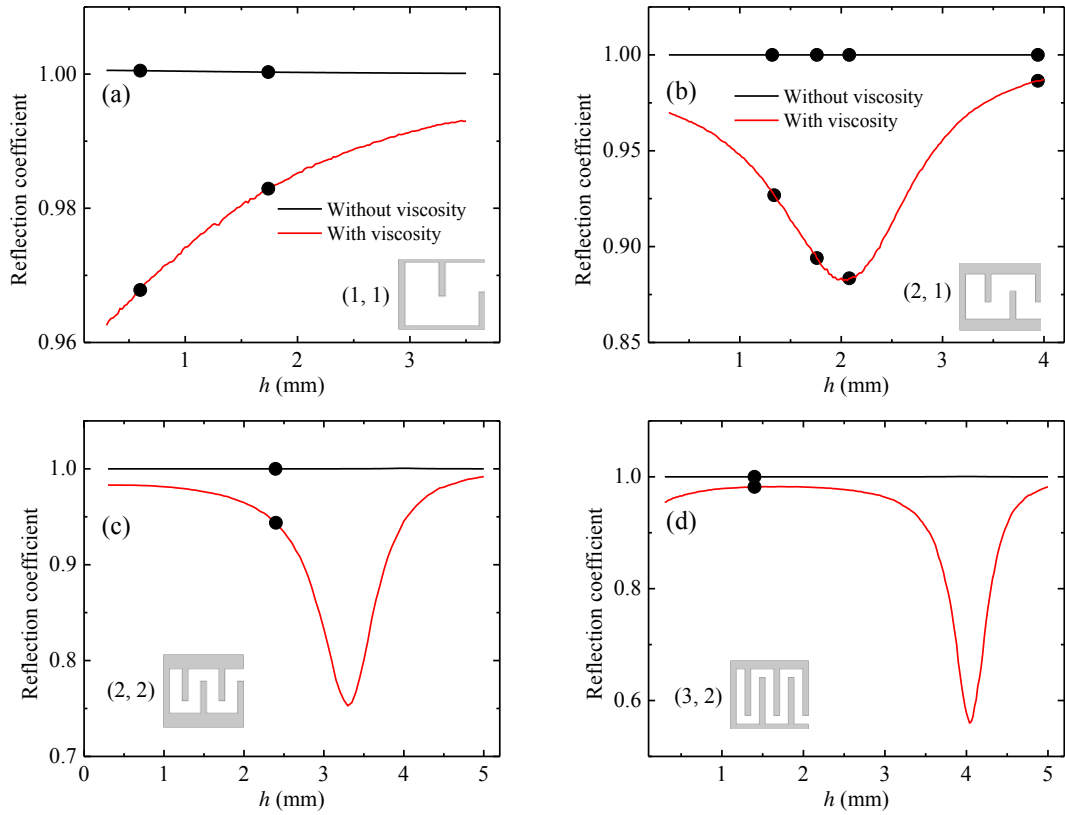 1.00
0.98
0.96
0
1
2
3
Reflection coefficient
h (mm)
(a)
Without viscosity
With viscosity
(1, 1)
1.00
0.95
0.90
0.85
1
2
3
4
Reflection coefficient
h (mm)
(b)
Without viscosity
With viscosity
(2, 1)
1.0
0.9
0.8
0.7
0
1
2
3
4
5
Reflection coefficient
h (mm)
(c)
(2, 2)
1.0
0.8
0.6
1
2
3
4
5
Reflection coefficient
h (mm)
(d)
(3, 2)